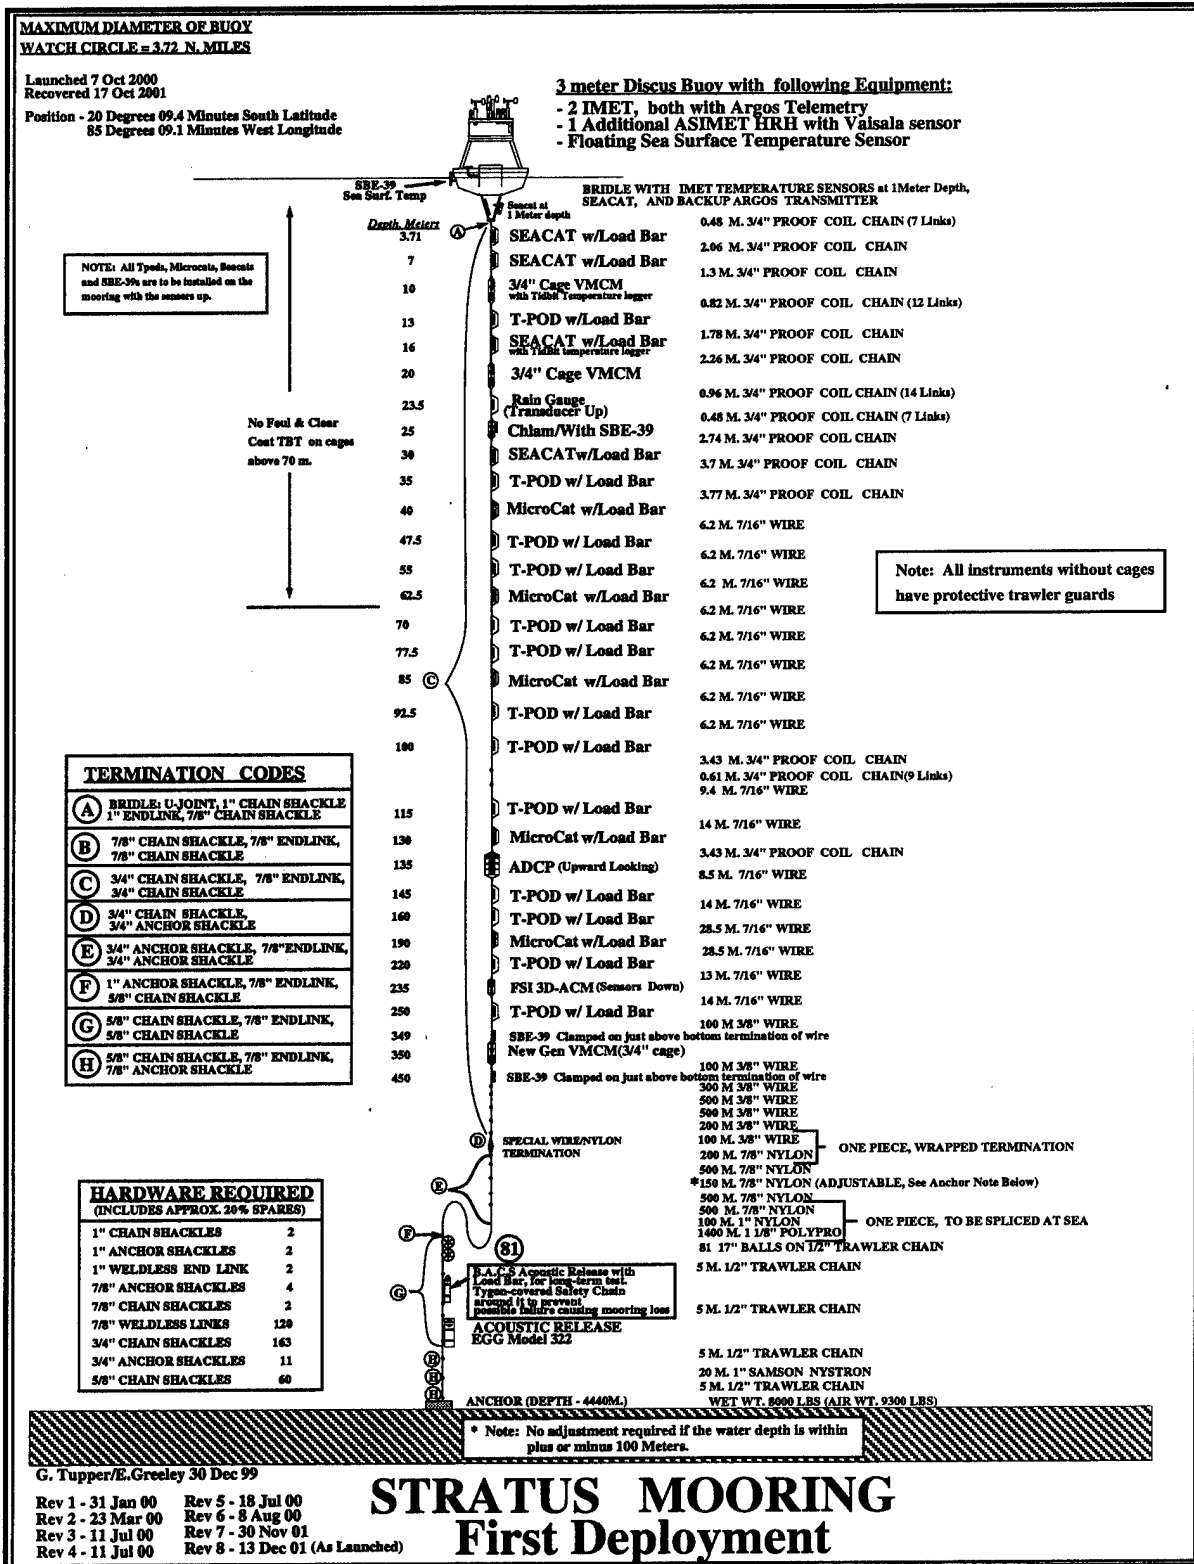 MAXIMUM DIAMETER OF BUOY
WATCH CIRCLE = 3.72 N. MILES
Launched 7 Oct 2000
Recovered 17 Oct 2001
Position - 20 Degrees 09.4 Minutes South Latitude
85 Degrees 09.1 Minutes West Longitude
3 meter Discus Buoy with following Equipment:
- 2 IMET, both with Argos Telemetry
- 1 Additional ASIMET HRH with Vaisala sensor
- Floating Sea Surface Temperature Sensor
SBE-39
Sea Surf. Temp
BRIDLE WITH IMET TEMPERATURE SENSORS at 1Meter Depth,
SEACAT, AND BACKUP ARGOS TRANSMITTER
Seacat at
1 Meter depth
Depth, Meters
A
0.48 M. 3/4" PROOF COIL CHAIN (7 Links)
3.71 SEACAT w/Load Bar
2.06 M. 3/4" PROOF COIL CHAIN
7 SEACAT w/Load Bar
1.3 M. 3/4" PROOF COIL CHAIN
NOTE: All Tpods, Microcats, Seacats
and SBE-39s are to be installed on the
mooring with the sensors up.
10 3/4" Cage VMCM
with Tidbit Temperature logger
0.82 M. 3/4" PROOF COIL CHAIN (12 Links)
13 T-POD w/Load Bar
1.78 M. 3/4" PROOF COIL CHAIN
16 SEACAT w/Load Bar
with TidBit temperature logger
2.26 M. 3/4" PROOF COIL CHAIN
20 3/4" Cage VMCM
0.96 M. 3/4" PROOF COIL CHAIN (14 Links)
23.5 Rain Gauge
(Transducer Up)
0.48 M. 3/4" PROOF COIL CHAIN (7 Links)
No Foul & Clear
Coat TBT on cages
above 70 m.
25 Chlam/With SBE-39
2.74 M. 3/4" PROOF COIL CHAIN
30 SEACATw/Load Bar
3.7 M. 3/4" PROOF COIL CHAIN
35 T-POD w/ Load Bar
3.77 M. 3/4" PROOF COIL CHAIN
40 MicroCat w/Load Bar
6.2 M. 7/16" WIRE
47.5 T-POD w/ Load Bar
6.2 M. 7/16" WIRE
55 T-POD w/ Load Bar
6.2 M. 7/16" WIRE
Note: All instruments without cages
have protective trawler guards
62.5 MicroCat w/Load Bar
6.2 M. 7/16" WIRE
70 T-POD w/ Load Bar
6.2 M. 7/16" WIRE
77.5 T-POD w/ Load Bar
6.2 M. 7/16" WIRE
85 C MicroCat w/Load Bar
6.2 M. 7/16" WIRE
92.5 T-POD w/ Load Bar
6.2 M. 7/16" WIRE
100 T-POD w/ Load Bar
3.43 M. 3/4" PROOF COIL CHAIN
0.61 M. 3/4" PROOF COIL CHAIN(9 Links)
9.4 M. 7/16" WIRE
115 T-POD w/ Load Bar
14 M. 7/16" WIRE
130 MicroCat w/Load Bar
3.43 M. 3/4" PROOF COIL CHAIN
135 ADCP (Upward Looking)
8.5 M. 7/16" WIRE
145 T-POD w/ Load Bar
14 M. 7/16" WIRE
160 T-POD w/ Load Bar
28.5 M. 7/16" WIRE
190 MicroCat w/Load Bar
28.5 M. 7/16" WIRE
220 T-POD w/ Load Bar
13 M. 7/16" WIRE
235 FSI 3D-ACM (Sensors Down)
14 M. 7/16" WIRE
250 T-POD w/ Load Bar
100 M 3/8" WIRE
349 SBE-39 Clamped on just above bottom termination of wire
350 New Gen VMCM(3/4" cage)
100 M 3/8" WIRE
450 SBE-39 Clamped on just above bottom termination of wire
300 M 3/8" WIRE
500 M 3/8" WIRE
500 M 3/8" WIRE
200 M 3/8" WIRE
TERMINATION CODES
A BRIDLE: U-JOINT, 1" CHAIN SHACKLE
1" ENDLINK, 7/8" CHAIN SHACKLE
B 7/8" CHAIN SHACKLE, 7/8" ENDLINK,
7/8" CHAIN SHACKLE
C 3/4" CHAIN SHACKLE, 7/8" ENDLINK,
3/4" CHAIN SHACKLE
D 3/4" CHAIN SHACKLE,
3/4" ANCHOR SHACKLE
E 3/4" ANCHOR SHACKLE, 7/8"ENDLINK,
3/4" ANCHOR SHACKLE
F 1" ANCHOR SHACKLE, 7/8" ENDLINK,
5/8" CHAIN SHACKLE
G 5/8" CHAIN SHACKLE, 7/8" ENDLINK,
5/8" CHAIN SHACKLE
H 5/8" CHAIN SHACKLE, 7/8" ENDLINK,
7/8" ANCHOR SHACKLE
D SPECIAL WIRE/NYLON
TERMINATION
100 M. 3/8" WIRE
200 M. 7/8" NYLON
ONE PIECE, WRAPPED TERMINATION
500 M. 7/8" NYLON
E
*150 M. 7/8" NYLON (ADJUSTABLE, See Anchor Note Below)
500 M. 7/8" NYLON
500 M. 7/8" NYLON
100 M. 1" NYLON
1400 M. 1 1/8" POLYPRO
ONE PIECE, TO BE SPLICED AT SEA
F
81
81 17" BALLS ON 1/2" TRAWLER CHAIN
5 M. 1/2" TRAWLER CHAIN
G
B.A.C.S Acoustic Release with
Load Bar, for long-term test.
Tygon-covered Safety Chain
around it to prevent
possible failure causing mooring loss
5 M. 1/2" TRAWLER CHAIN
ACOUSTIC RELEASE
EGG Model 322
5 M. 1/2" TRAWLER CHAIN
H
20 M. 1" SAMSON NYSTRON
H
5 M. 1/2" TRAWLER CHAIN
H
ANCHOR (DEPTH - 4440M.)
WET WT. 8000 LBS (AIR WT. 9300 LBS)
HARDWARE REQUIRED
(INCLUDES APPROX. 20% SPARES)
1" CHAIN SHACKLES 2
1" ANCHOR SHACKLES 2
1" WELDLESS END LINK 2
7/8" ANCHOR SHACKLES 4
7/8" CHAIN SHACKLES 2
7/8" WELDLESS LINKS 120
3/4" CHAIN SHACKLES 163
3/4" ANCHOR SHACKLES 11
5/8" CHAIN SHACKLES 60
* Note: No adjustment required if the water depth is within
plus or minus 100 Meters.
G. Tupper/E.Greeley 30 Dec 99
Rev 1 - 31 Jan 00 Rev 5 - 18 Jul 00
Rev 2 - 23 Mar 00 Rev 6 - 8 Aug 00
Rev 3 - 11 Jul 00 Rev 7 - 30 Nov 01
Rev 4 - 11 Jul 00 Rev 8 - 13 Dec 01 (As Launched)
STRATUS MOORING
First Deployment